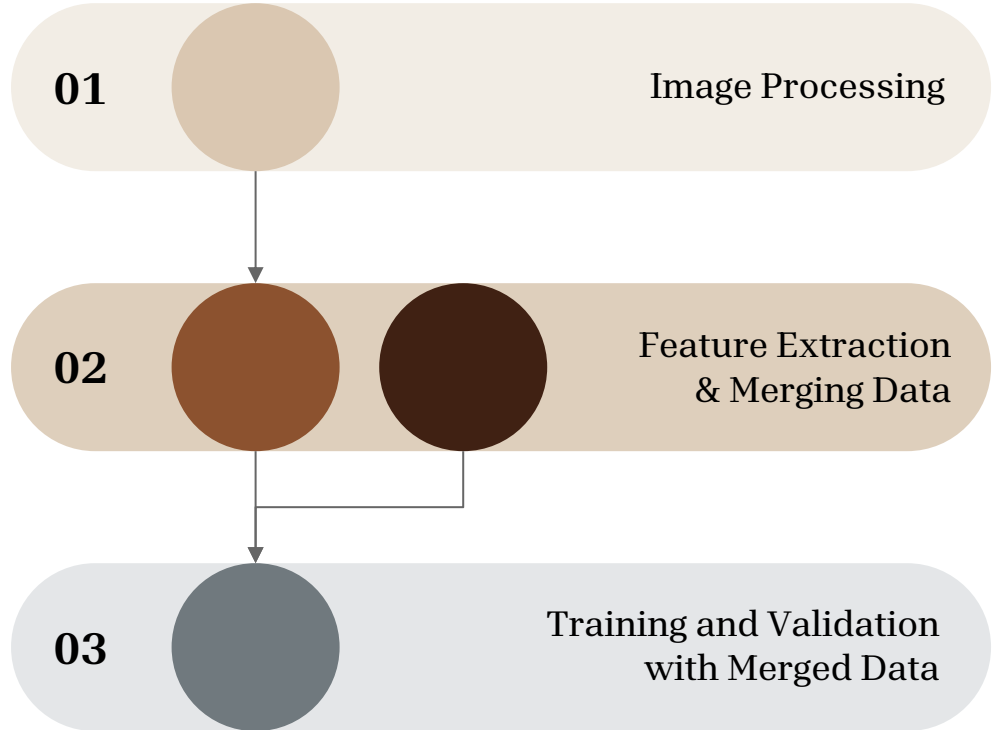 01
Image Processing
02
Feature Extraction
& Merging Data
03
Training and Validation
with Merged Data